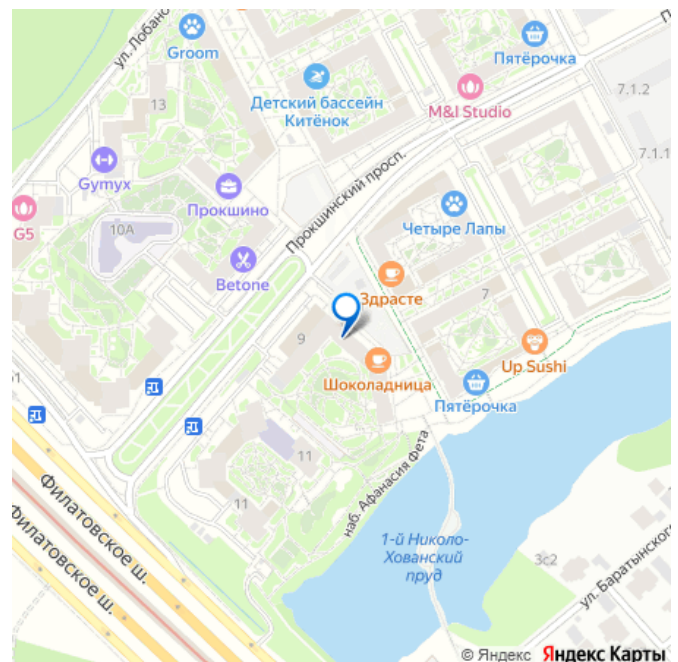 ул. Лобано
Groom
Пятёрочка
П
7.1.2
Детский бассейн
Китёнок
M&I Studio
13
7.1.1
Gymyx
Прокшинский просп.
Прокшино
G5
10А
Четыре Лапы
Betone
Здрасте
7
9
Up Sushi
Шоколадница
51
Пятёрочка
11
11
наб. Афанасия Фета
Филатовское ш.
Филатовское ш.
1-й Николо-
Хованский
пруд
3с2
ул. Баратынского
© Яндекс Яндекс Карты